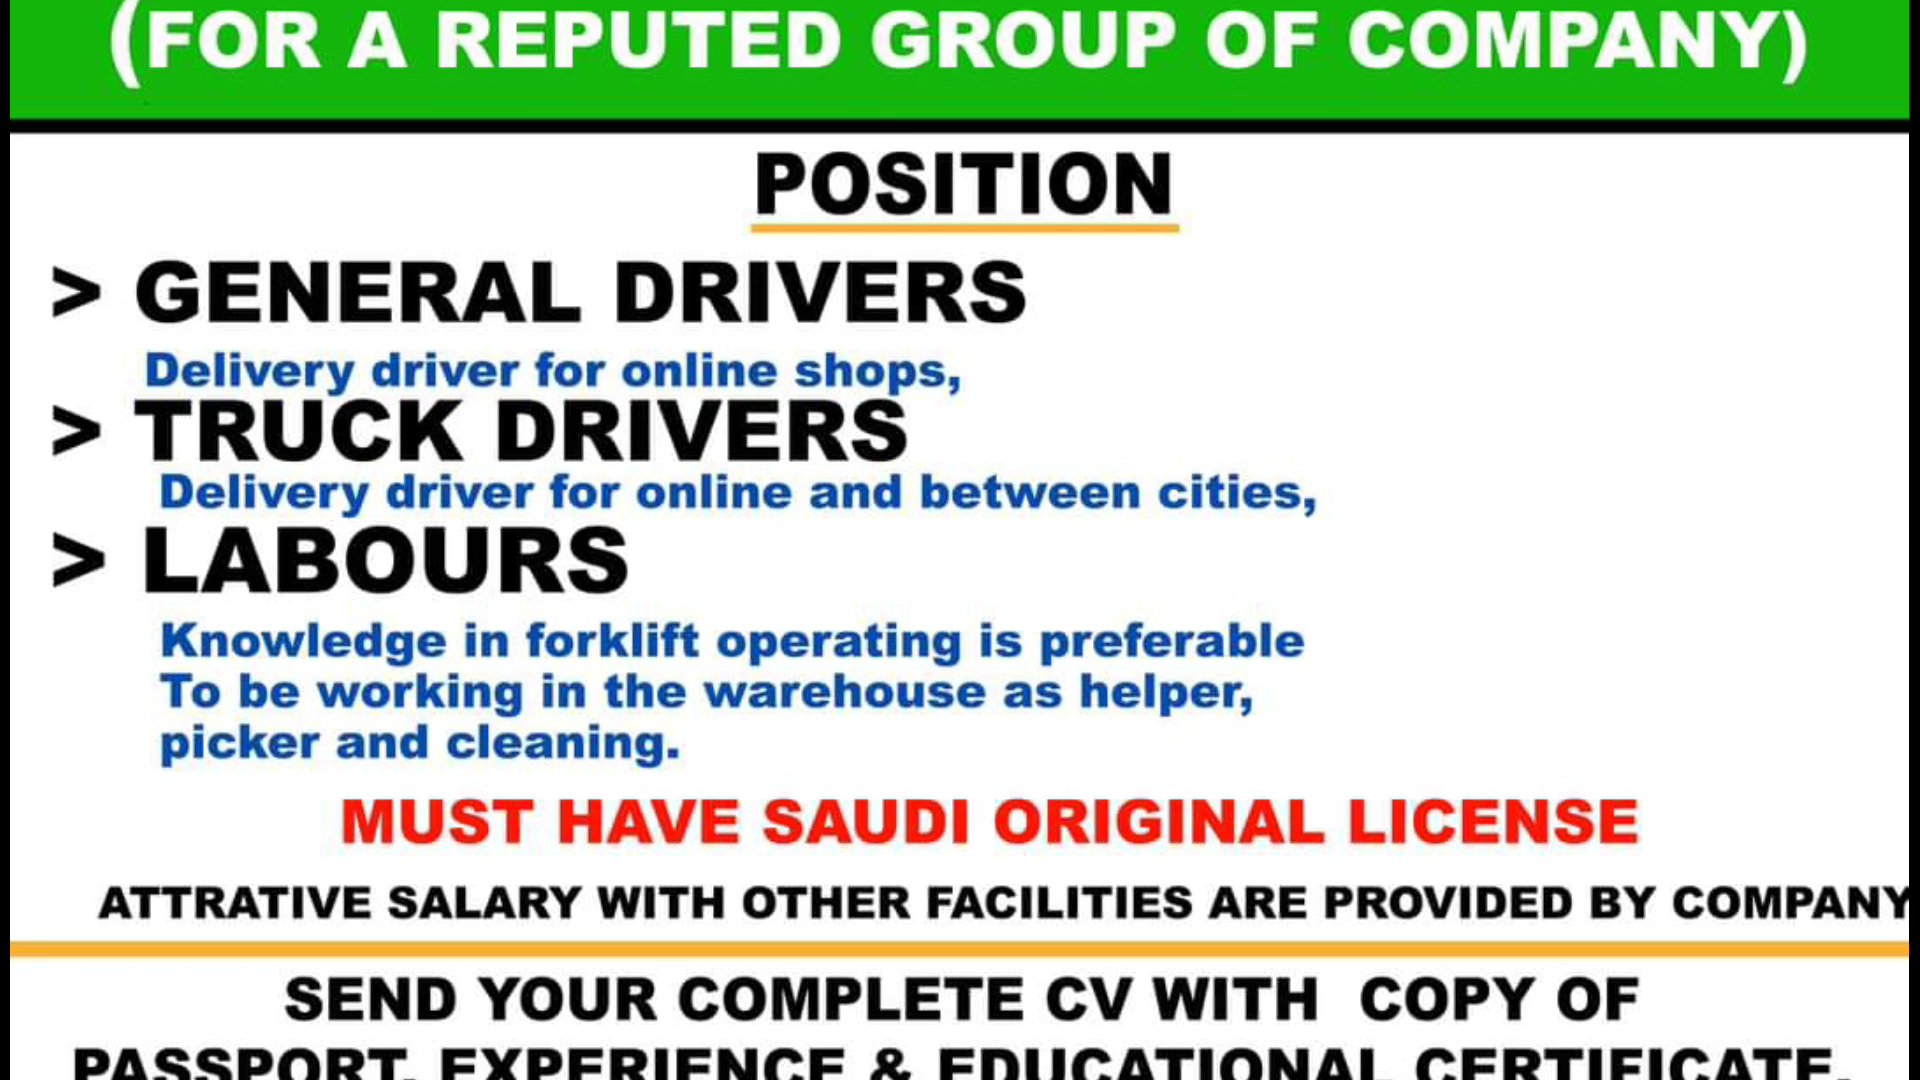 (FOR A REPUTED GROUP OF COMPANY)
POSITION
> GENERAL DRIVERS
Delivery driver for online shops,
> TRUCK DRIVERS
Delivery driver for online and between cities,
> LABOURS
Knowledge in forklift operating is preferable
To be working in the warehouse as helper,
picker and cleaning.
MUST HAVE SAUDI ORIGINAL LICENSE
ATTRATIVE SALARY WITH OTHER FACILITIES ARE PROVIDED BY COMPANY
SEND YOUR COMPLETE CV WITH COPY OF
PASSPORT, EXPERIENCE & EDUCATIONAL CERTIFICATE,